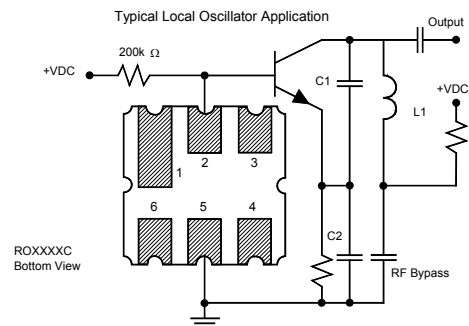 Typical Local Oscillator Application
Output
200k Ω
+VDC
C1
+VDC
L1
1
2
3
6
5
4
C2
ROXXXXC
Bottom View
RF Bypass